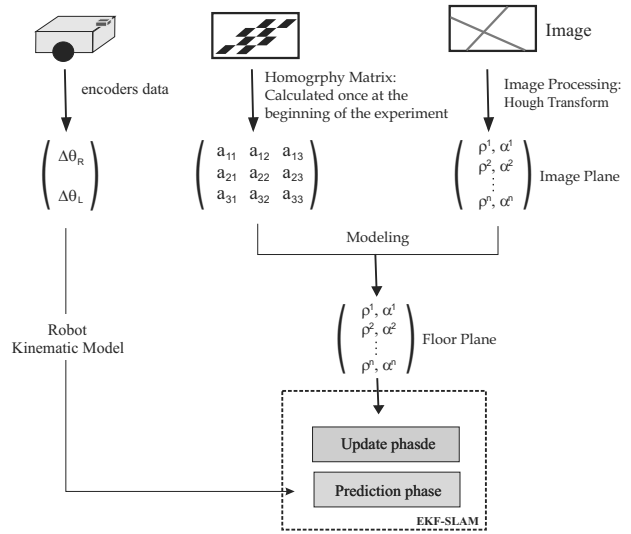 Image
encoders data
Homogrphy Matrix:
Calculated once at the
beginning of the experiment
Image Processing:
Hough Transform
ΔθR
ΔθL
a11 a12 a13
a21 a22 a23
a31 a32 a33
ρ¹, α¹
ρ², α²
⋮
ρⁿ, αⁿ
Image Plane
Modeling
Robot
Kinematic Model
ρ¹, α¹
ρ², α²
⋮
ρⁿ, αⁿ
Floor Plane
Update phasde
Prediction phase
EKF-SLAM